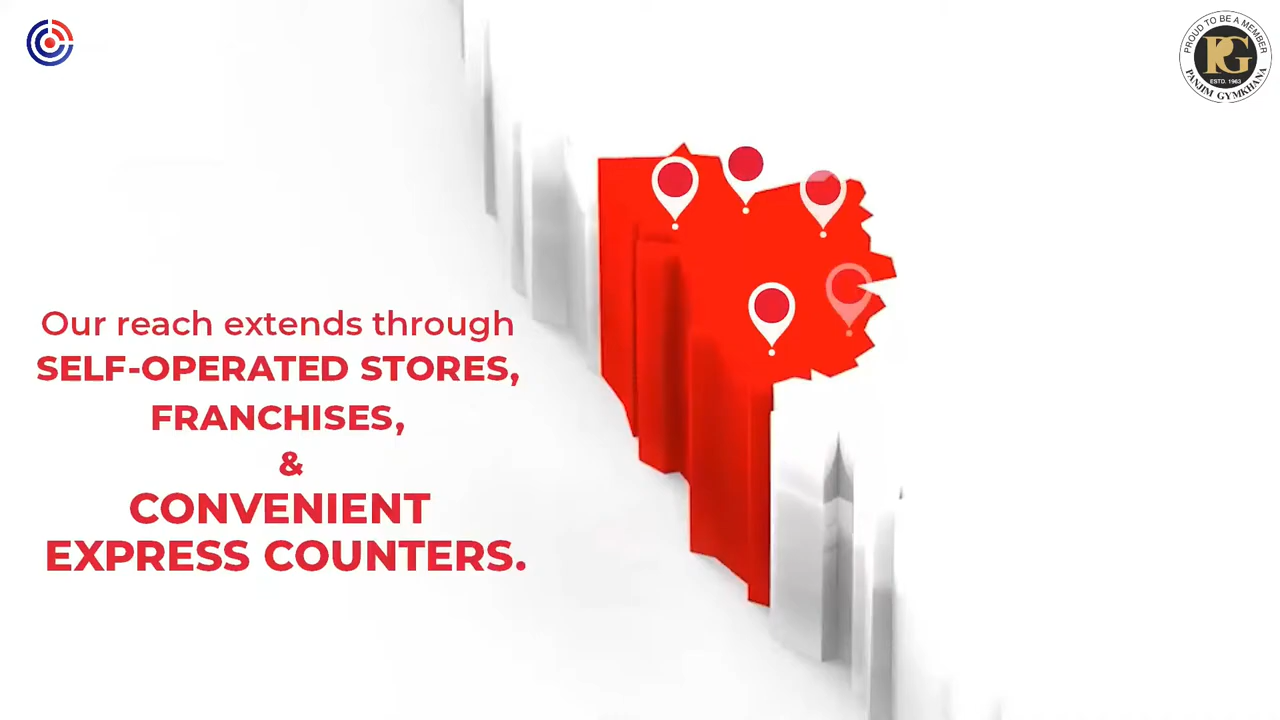 PROUD TO BE A MEMBER
PG
ESTD. 1963
PANJIM GYMKHANA
Our reach extends through
SELF-OPERATED STORES,
FRANCHISES,
&
CONVENIENT
EXPRESS COUNTERS.